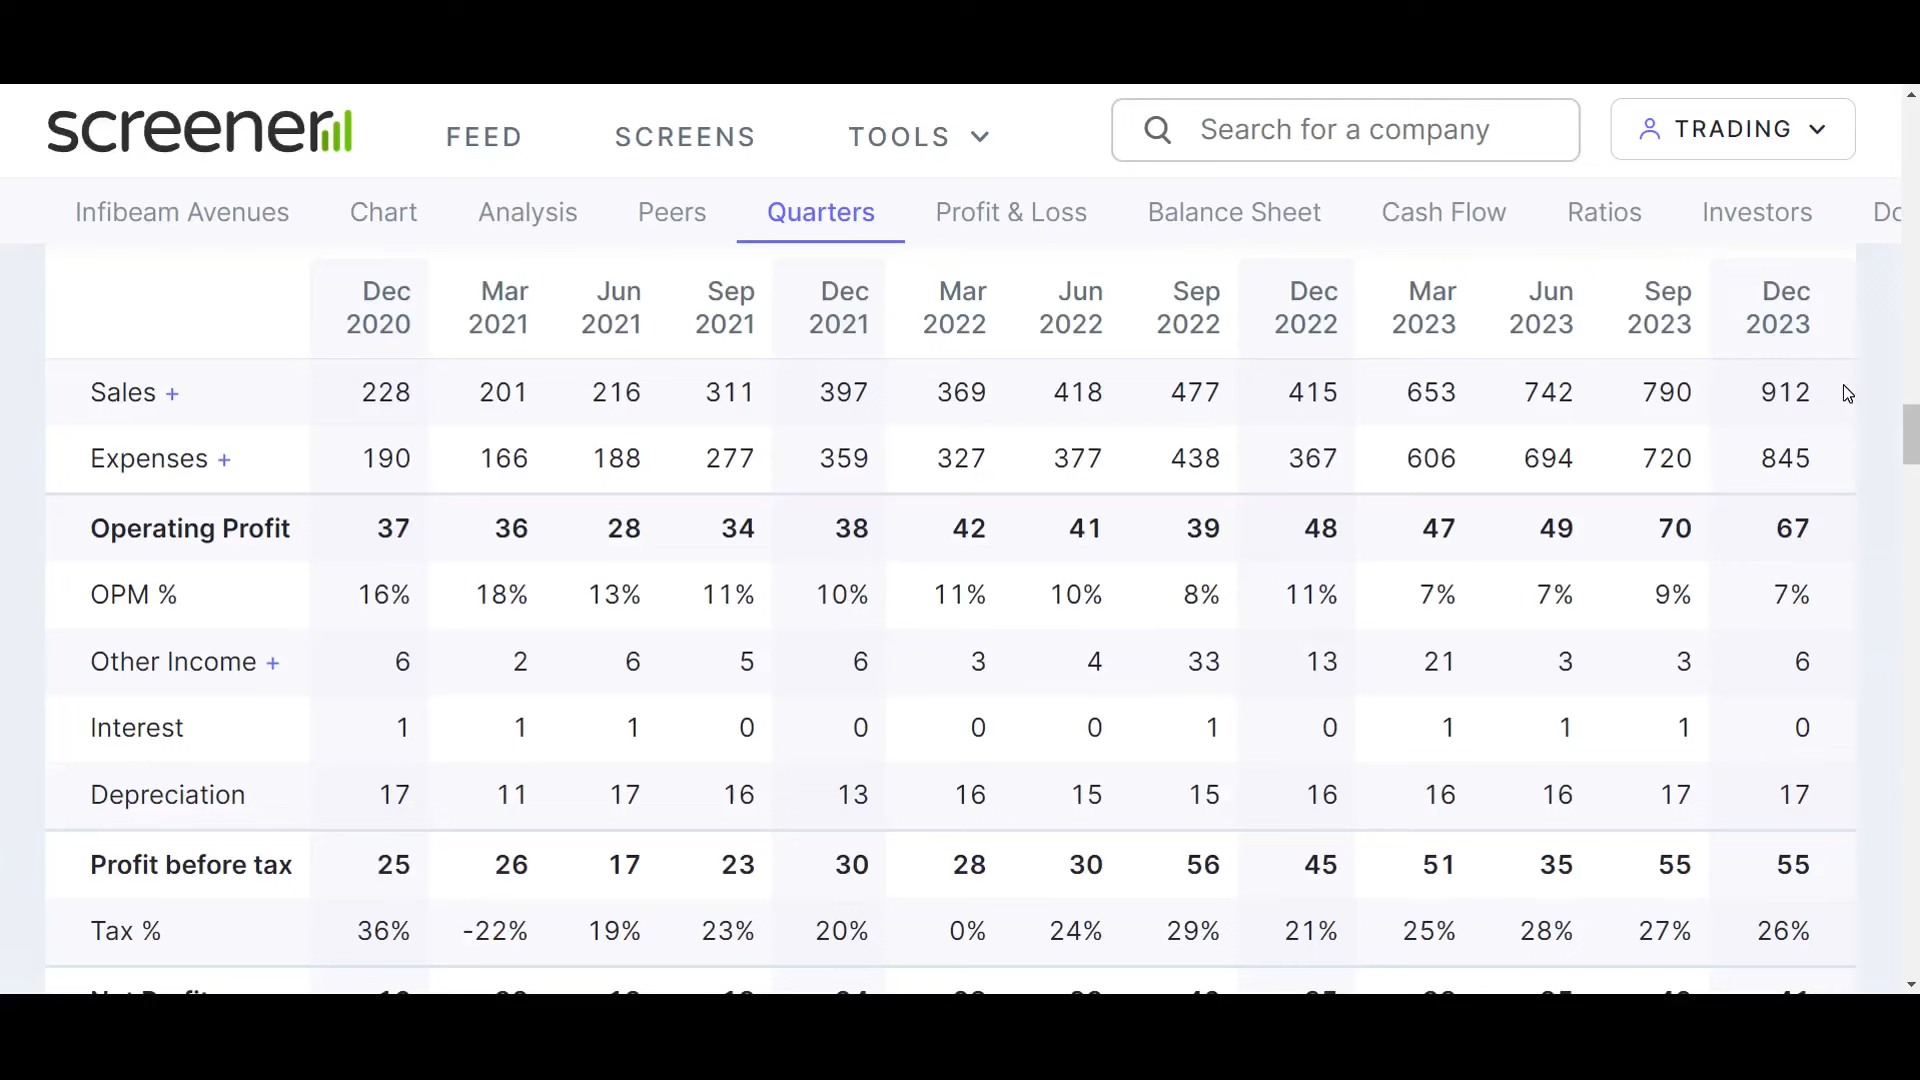 screener
FEED SCREENS TOOLS Search for a company TRADING
Infibeam Avenues Chart Analysis Peers Quarters Profit & Loss Balance Sheet Cash Flow Ratios Investors
Dec Mar Jun Sep Dec Mar Jun Sep Dec Mar Jun Sep Dec
2020 2021 2021 2021 2021 2022 2022 2022 2022 2023 2023 2023 2023
Sales + 228 201 216 311 397 369 418 477 415 653 742 790 912
Expenses + 190 166 188 277 359 327 377 438 367 606 694 720 845
Operating Profit 37 36 28 34 38 42 41 39 48 47 49 70 67
OPM % 16% 18% 13% 11% 10% 11% 10% 8% 11% 7% 7% 9% 7%
Other Income + 6 2 6 5 6 3 4 33 13 21 3 3 6
Interest 1 1 1 0 0 0 0 1 0 1 1 1 0
Depreciation 17 11 17 16 13 16 15 15 16 16 16 17 17
Profit before tax 25 26 17 23 30 28 30 56 45 51 35 55 55
Tax % 36% -22% 19% 23% 20% 0% 24% 29% 21% 25% 28% 27% 26%